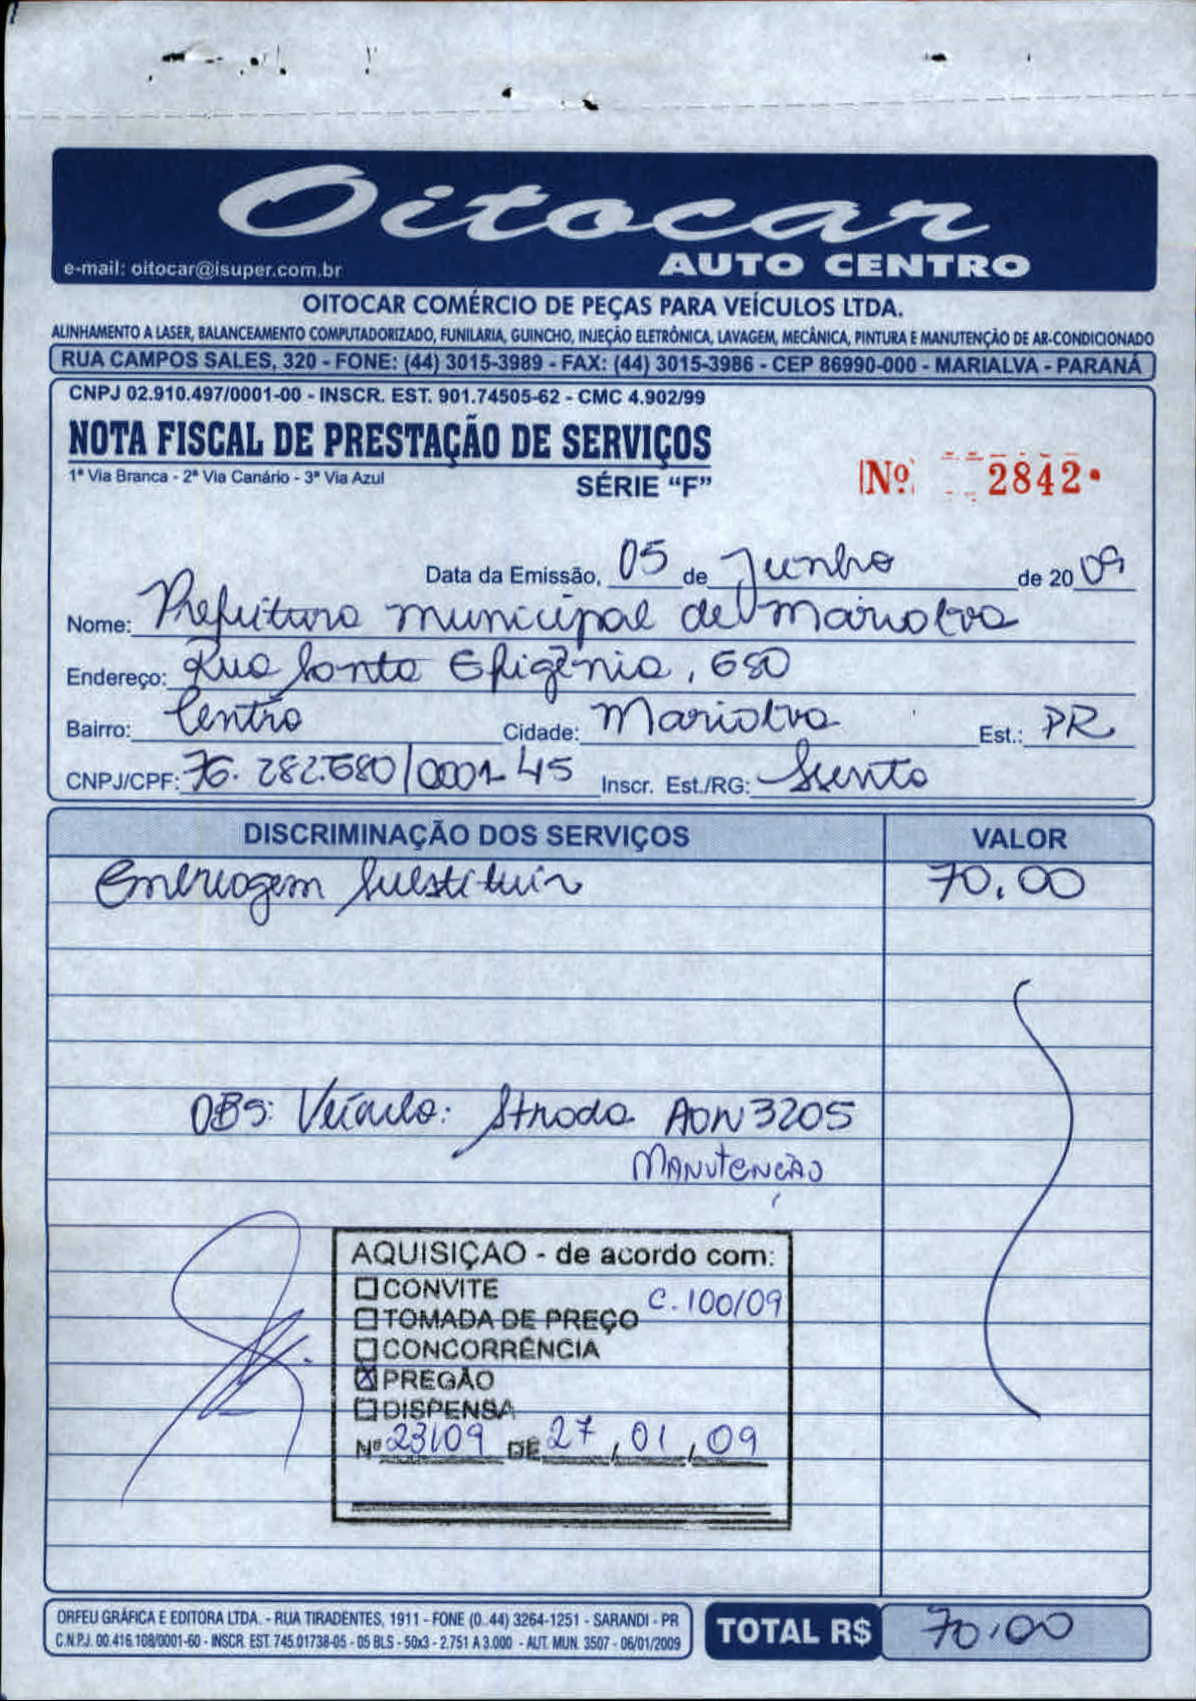 Oitocar
AUTO CENTRO
e-mail: oitocar@isuper.com.br
OITOCAR COMÉRCIO DE PEÇAS PARA VEÍCULOS LTDA.
ALINHAMENTO A LASER, BALANCEAMENTO COMPUTADORIZADO, FUNILARIA, GUINCHO, INJEÇÃO ELETRÔNICA, LAVAGEM, MECÂNICA, PINTURA E MANUTENÇÃO DE AR-CONDICIONADO
RUA CAMPOS SALES, 320 - FONE: (44) 3015-3989 - FAX: (44) 3015-3986 - CEP 86990-000 - MARIALVA - PARANÁ
CNPJ 02.910.497/0001-00 - INSCR. EST. 901.74505-62 - CMC 4.902/99
NOTA FISCAL DE PRESTAÇÃO DE SERVIÇOS
1ª Via Branca - 2ª Via Canário - 3ª Via Azul
SÉRIE "F"
Nº 2842
Data da Emissão, 05 de Junho de 2009
Nome: Prefeitura municipal de Marialva
Endereço: Rua Santa Efigênia, 680
Bairro: Centro Cidade: Marialva Est.: PR
CNPJ/CPF: 76.282.680/0001-45 Inscr. Est./RG: Isento
DISCRIMINAÇÃO DOS SERVIÇOS VALOR
Embreagem Substituir 70,00
OBS: Veículo: Strada AON 3205
MANUTENÇÃO
AQUISIÇAO - de acordo com:
CONVITE
C. 100/09
TOMADA DE PREÇO
CONCORRÊNCIA
X PREGÃO
DISPENSA
Nº 23/09 DE 27, 01, 09
ORFEU GRÁFICA E EDITORA LTDA. - RUA TIRADENTES, 1911 - FONE (0..44) 3264-1251 - SARANDI - PR
C.N.P.J. 00.416.108/0001-60 - INSCR. EST. 745.01738-05 - 05 BLS - 50x3 - 2.751 A 3.000 - AUT. MUN. 3507 - 06/01/2009
TOTAL R$ 70,00